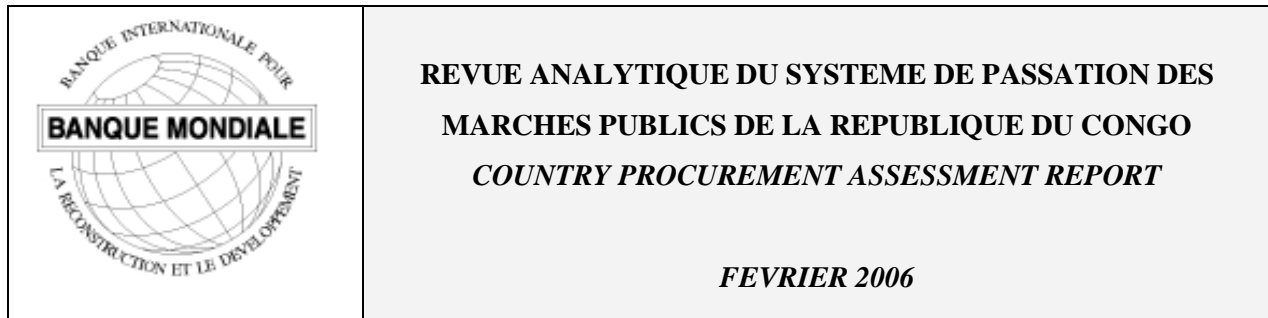 BANQUE INTERNATIONALE POUR
BANQUE MONDIALE
LA RECONSTRUCTION ET LE DEVELOPPEMENT
REVUE ANALYTIQUE DU SYSTEME DE PASSATION DES
MARCHES PUBLICS DE LA REPUBLIQUE DU CONGO
COUNTRY PROCUREMENT ASSESSMENT REPORT
FEVRIER 2006